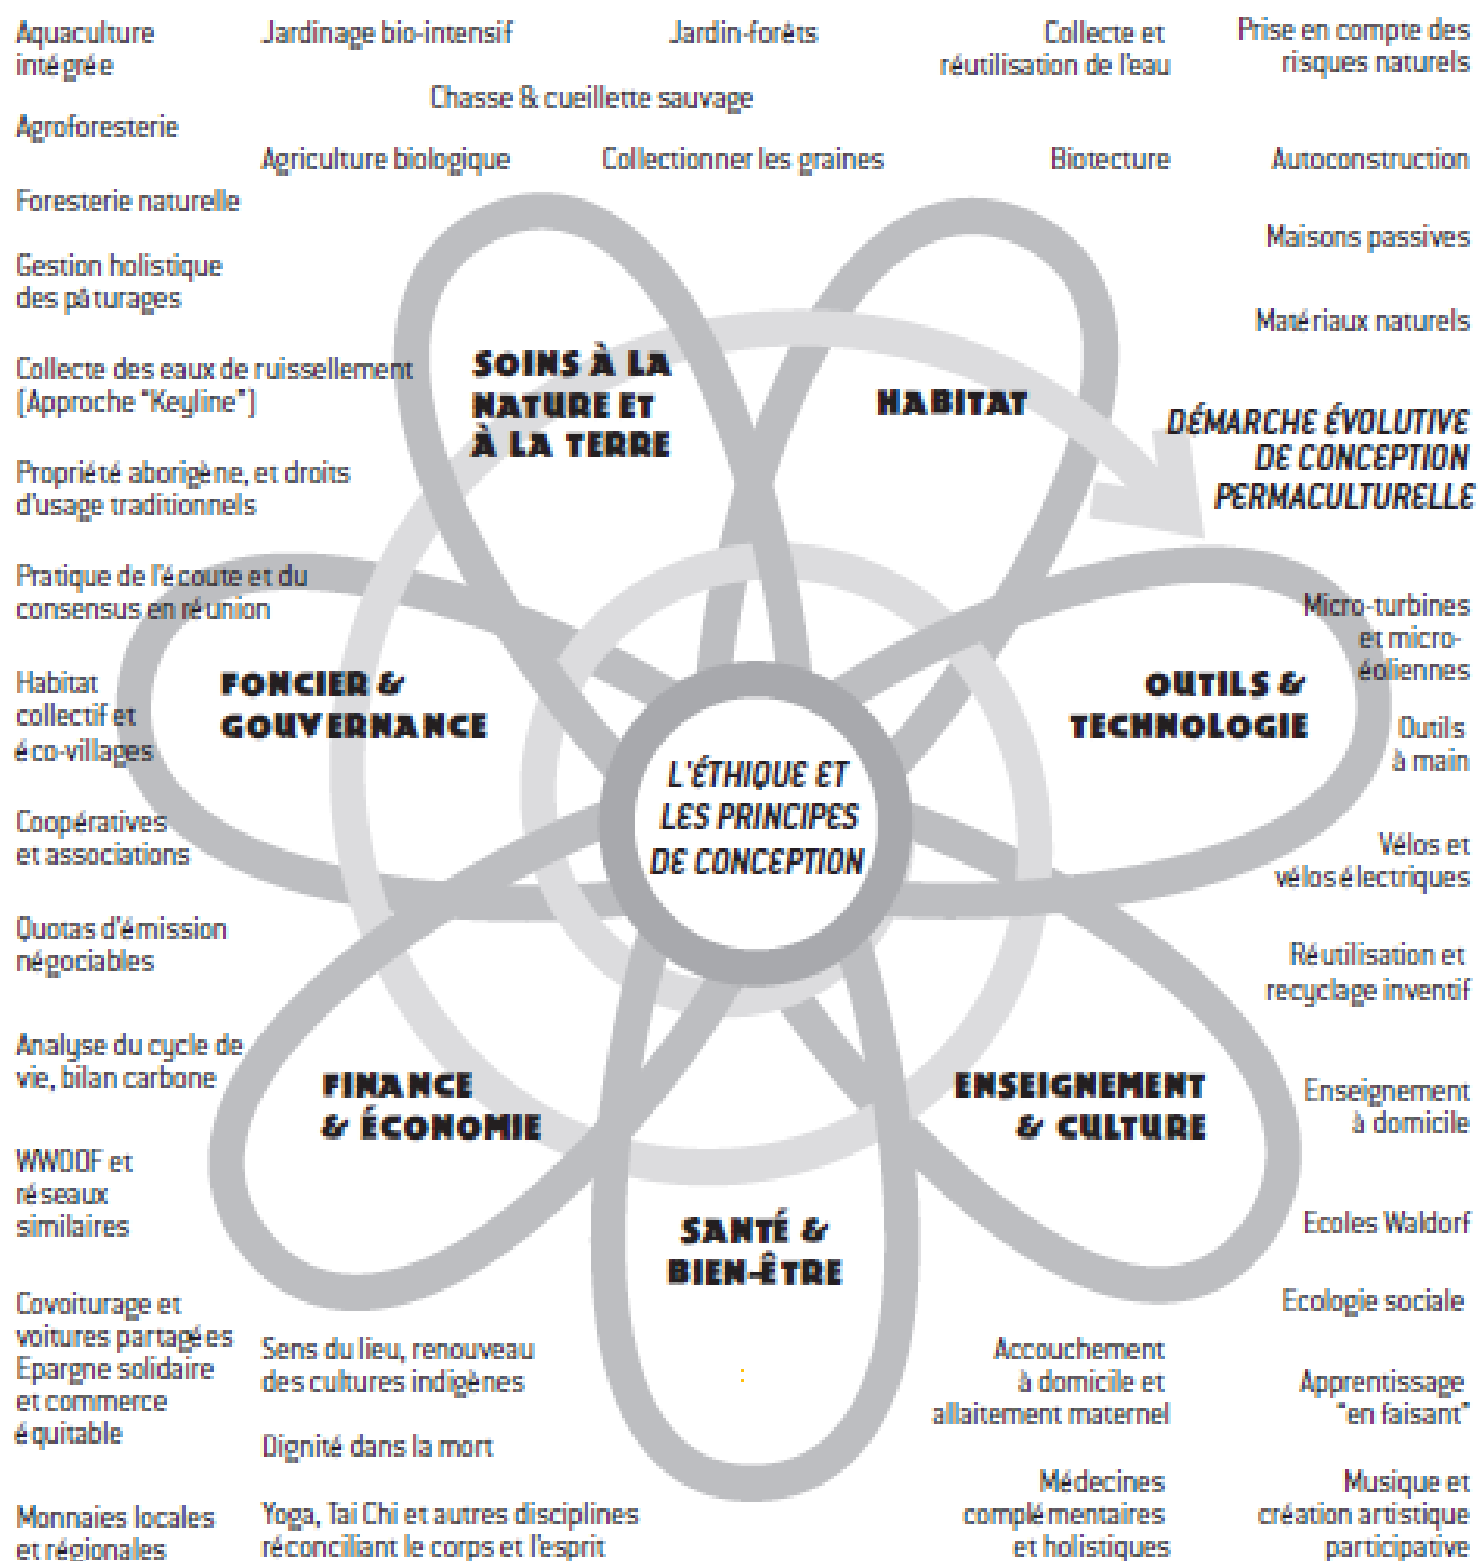 Aquaculture
intégrée
Jardinage bio-intensif
Jardin-forêts
Collecte et
réutilisation de l'eau
Prise en compte des
risques naturels
Chasse & cueillette sauvage
Agroforesterie
Agriculture biologique
Collectionner les graines
Biotecture
Autoconstruction
Foresterie naturelle
Maisons passives
Gestion holistique
des pâturages
Matériaux naturels
Collecte des eaux de ruissellement
[Approche "Keyline"]
SOINS À LA
NATURE ET
À LA TERRE
HABITAT
DÉMARCHE ÉVOLUTIVE
DE CONCEPTION
PERMACULTURELLE
Propriété aborigène, et droits
d'usage traditionnels
Pratique de l'écoute et du
consensus en réunion
Micro-turbines
et micro-
éoliennes
Habitat
collectif et
éco-villages
FONCIER &
GOUVERNANCE
OUTILS &
TECHNOLOGIE
Outils
à main
L'ÉTHIQUE ET
LES PRINCIPES
DE CONCEPTION
Coopératives
et associations
Vélos et
vélos électriques
Quotas d'émission
négociables
Réutilisation et
recyclage inventif
Analyse du cycle de
vie, bilan carbone
FINANCE
& ÉCONOMIE
ENSEIGNEMENT
& CULTURE
Enseignement
à domicile
WWOOF et
réseaux
similaires
SANTÉ &
BIEN-ÊTRE
Ecoles Waldorf
Ecologie sociale
Covoiturage et
voitures partagées
Epargne solidaire
et commerce
équitable
Sens du lieu, renouveau
des cultures indigènes
Accouchement
à domicile et
allaitement maternel
Apprentissage
"en faisant"
Dignité dans la mort
Monnaies locales
et régionales
Yoga, Tai Chi et autres disciplines
réconciliant le corps et l'esprit
Médecines
complémentaires
et holistiques
Musique et
création artistique
participative